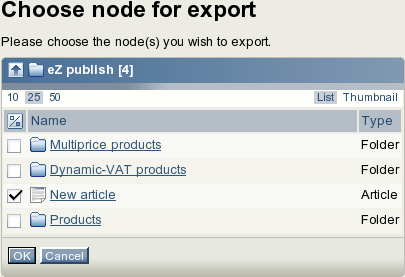 Choose node for export
Please choose the node(s) you wish to export.
eZ publish [4]
10 25 50 List Thumbnail
Name Type
Multiprice products Folder
Dynamic-VAT products Folder
New article Article
Products Folder
OK Cancel